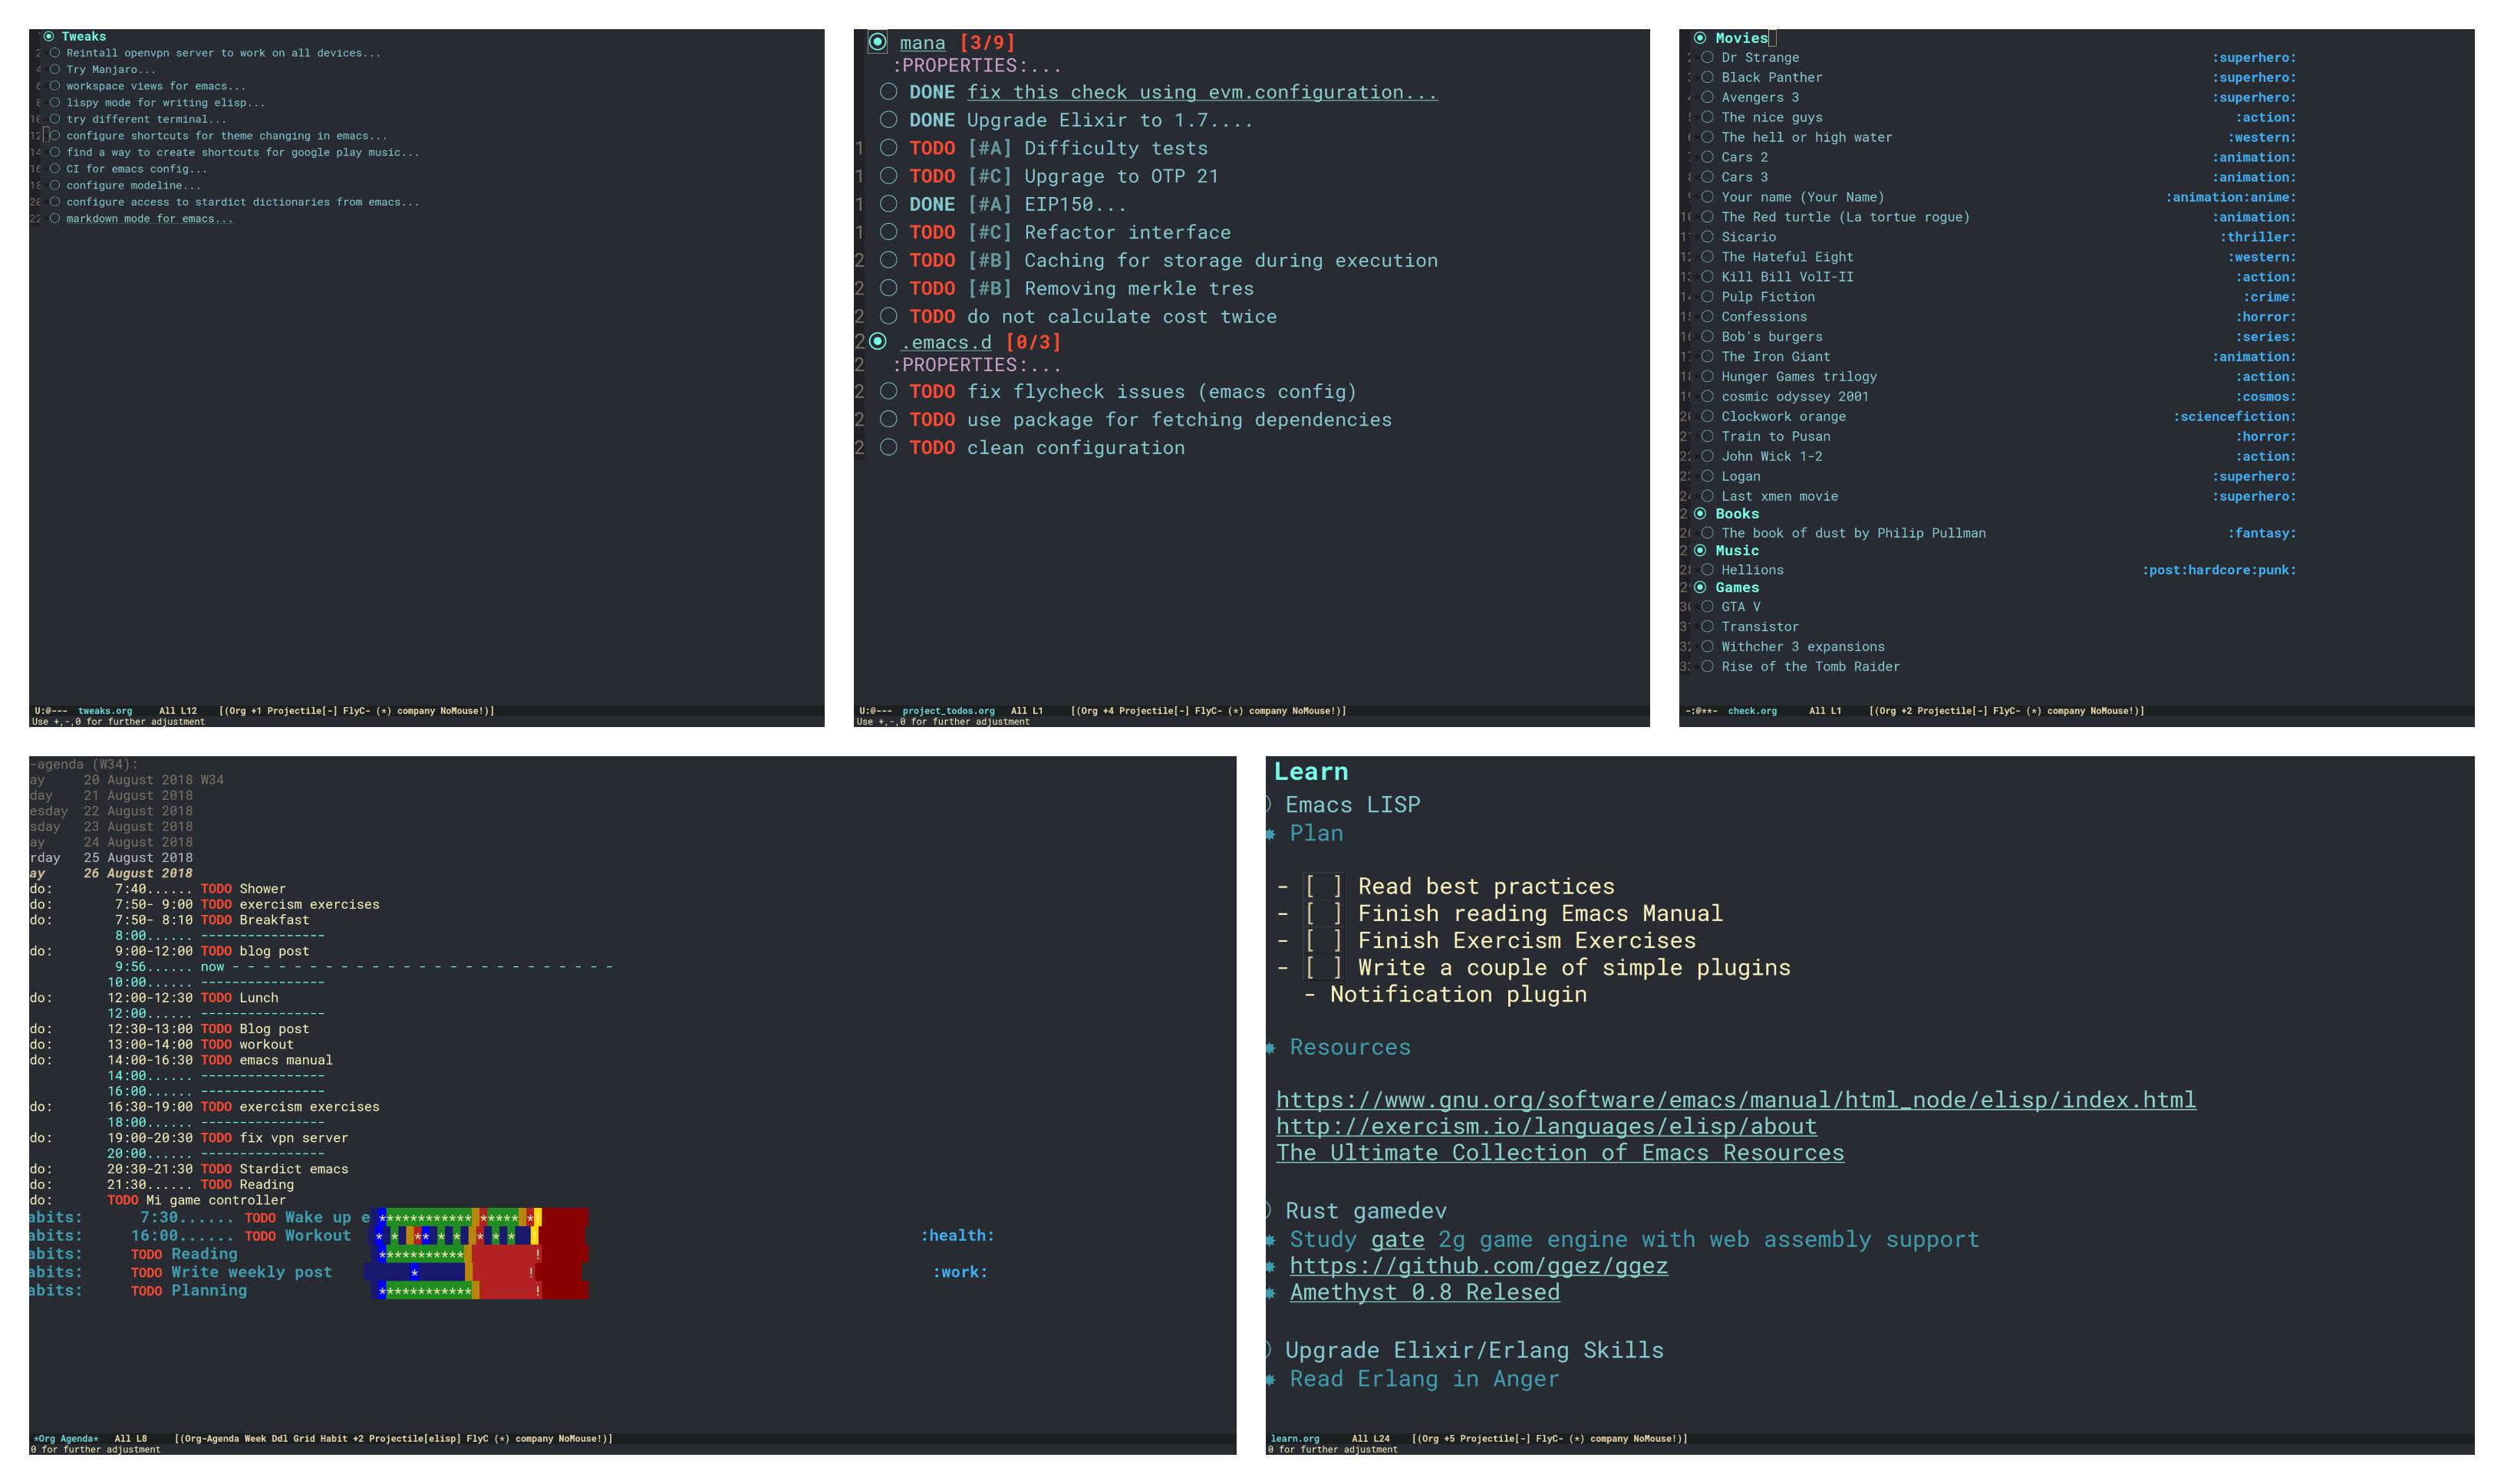 Tweaks
Reintall openvpn server to work on all devices...
Try Manjaro...
workspace views for emacs...
lispy mode for writing elisp...
try different terminal...
configure shortcuts for theme changing in emacs...
find a way to create shortcuts for google play music...
CI for emacs config...
configure modeline...
configure access to stardict dictionaries from emacs...
markdown mode for emacs...
U:@--- tweaks.org All L12 [(Org +1 Projectile[-] FlyC- (*) company NoMouse!)]
Use +,-,0 for further adjustment
mana [3/9]
:PROPERTIES:...
DONE fix this check using evm.configuration...
DONE Upgrade Elixir to 1.7....
1 TODO [#A] Difficulty tests
1 TODO [#C] Upgrage to OTP 21
1 DONE [#A] EIP150...
1 TODO [#C] Refactor interface
2 TODO [#B] Caching for storage during execution
2 TODO [#B] Removing merkle tres
2 TODO do not calculate cost twice
2 .emacs.d [0/3]
2 :PROPERTIES:...
2 TODO fix flycheck issues (emacs config)
2 TODO use package for fetching dependencies
2 TODO clean configuration
U:@--- project_todos.org All L1 [(Org +4 Projectile[-] FlyC- (*) company NoMouse!)]
Use +,-,0 for further adjustment
Movies
Dr Strange :superhero:
Black Panther :superhero:
Avengers 3 :superhero:
The nice guys :action:
The hell or high water :western:
Cars 2 :animation:
Cars 3 :animation:
Your name (Your Name) :animation:anime:
The Red turtle (La tortue rogue) :animation:
Sicario :thriller:
The Hateful Eight :western:
Kill Bill VolI-II :action:
Pulp Fiction :crime:
Confessions :horror:
Bob's burgers :series:
The Iron Giant :animation:
Hunger Games trilogy :action:
cosmic odyssey 2001 :cosmos:
Clockwork orange :sciencefiction:
Train to Pusan :horror:
John Wick 1-2 :action:
Logan :superhero:
Last xmen movie :superhero:
Books
The book of dust by Philip Pullman :fantasy:
Music
Hellions :post:hardcore:punk:
Games
GTA V
Transistor
Withcher 3 expansions
Rise of the Tomb Raider
-:@**- check.org All L1 [(Org +2 Projectile[-] FlyC- (*) company NoMouse!)]
-agenda (W34):
ay 20 August 2018 W34
day 21 August 2018
esday 22 August 2018
sday 23 August 2018
ay 24 August 2018
rday 25 August 2018
ay 26 August 2018
do: 7:40...... TODO Shower
do: 7:50- 9:00 TODO exercism exercises
do: 7:50- 8:10 TODO Breakfast
8:00...... ----------------
do: 9:00-12:00 TODO blog post
9:56...... now - - - - - - - - - - - - - - - - - - - - - - - - -
10:00...... ----------------
do: 12:00-12:30 TODO Lunch
12:00...... ----------------
do: 12:30-13:00 TODO Blog post
do: 13:00-14:00 TODO workout
do: 14:00-16:30 TODO emacs manual
14:00...... ----------------
16:00...... ----------------
do: 16:30-19:00 TODO exercism exercises
18:00...... ----------------
do: 19:00-20:30 TODO fix vpn server
20:00...... ----------------
do: 20:30-21:30 TODO Stardict emacs
do: 21:30...... TODO Reading
do: TODO Mi game controller
abits: 7:30...... TODO Wake up e ************ ***** *!
abits: 16:00...... TODO Workout * * ** * * * * * ! :health:
abits: TODO Reading *********** !
abits: TODO Write weekly post * ! :work:
abits: TODO Planning ************ !
*Org Agenda* All L8 [(Org-Agenda Week Ddl Grid Habit +2 Projectile[elisp] FlyC (*) company NoMouse!)]
0 for further adjustment
Learn
Emacs LISP
Plan
- [ ] Read best practices
- [ ] Finish reading Emacs Manual
- [ ] Finish Exercism Exercises
- [ ] Write a couple of simple plugins
- Notification plugin
Resources
https://www.gnu.org/software/emacs/manual/html_node/elisp/index.html
http://exercism.io/languages/elisp/about
The Ultimate Collection of Emacs Resources
Rust gamedev
Study gate 2g game engine with web assembly support
https://github.com/ggez/ggez
Amethyst 0.8 Relesed
Upgrade Elixir/Erlang Skills
Read Erlang in Anger
learn.org All L24 [(Org +5 Projectile[-] FlyC- (*) company NoMouse!)]
0 for further adjustment